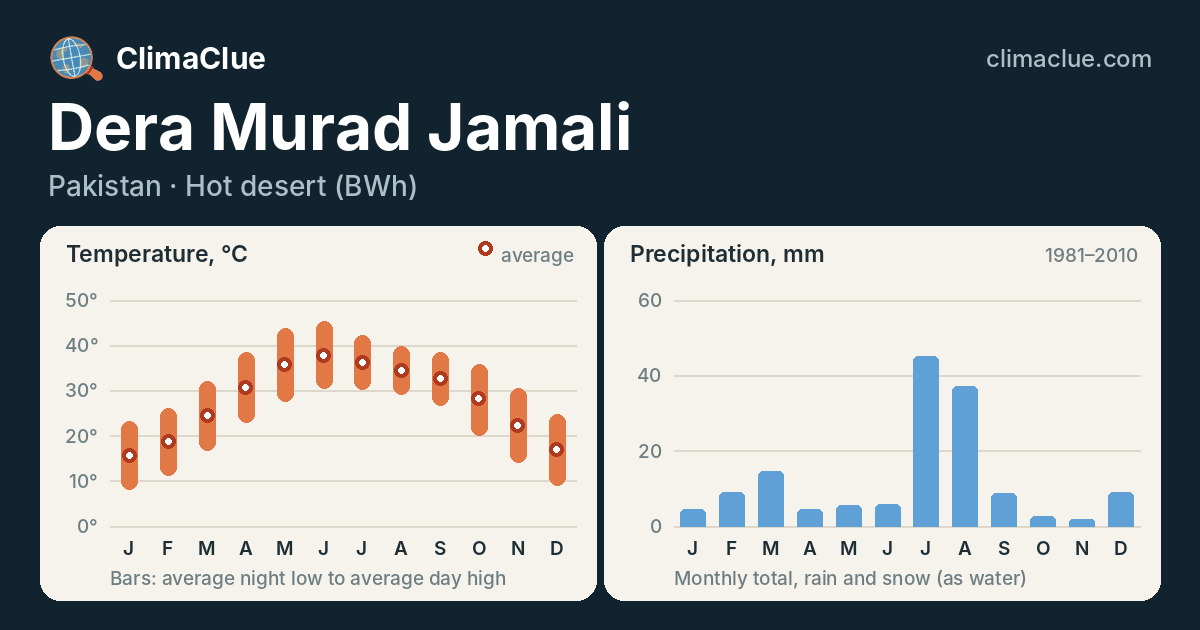 ClimaClue
climaclue.com
Dera Murad Jamali
Pakistan · Hot desert (BWh)
Temperature, °C
average
50°
40°
30°
20°
10°
0°
J F M A M J J A S O N D
Bars: average night low to average day high
Precipitation, mm
1981–2010
60
40
20
0
J F M A M J J A S O N D
Monthly total, rain and snow (as water)